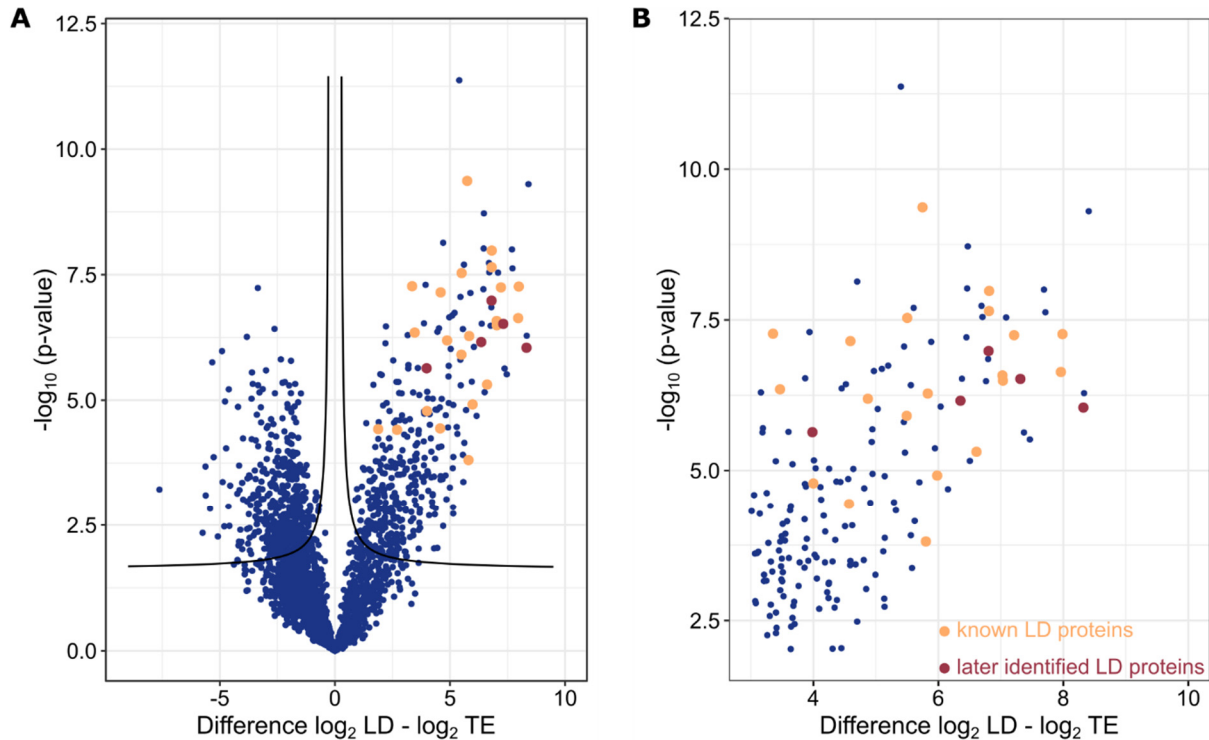 A
12.5
10.0
7.5
5.0
2.5
0.0
-log10 (p-value)
-5
0
5
10
Difference log2 LD - log2 TE
B
12.5
10.0
7.5
5.0
2.5
-log10 (p-value)
known LD proteins
later identified LD proteins
4
6
8
10
Difference log2 LD - log2 TE